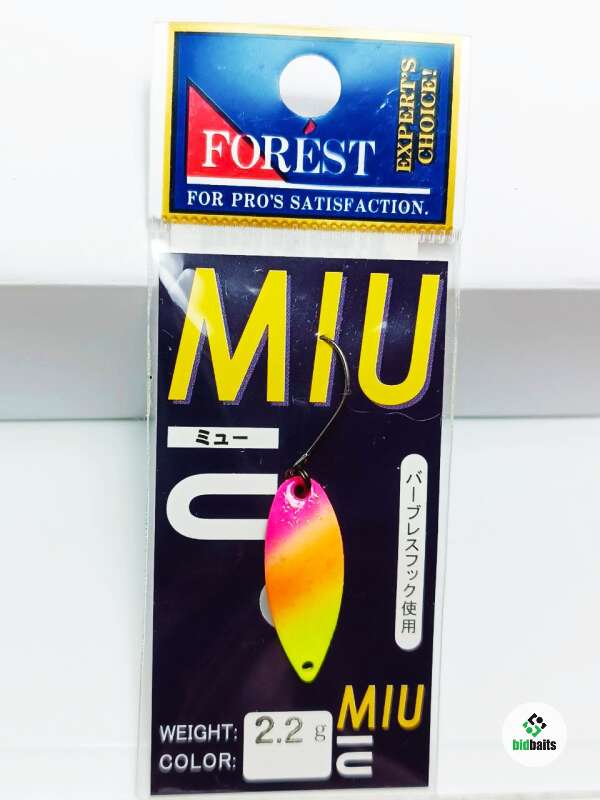 FORÉST
EXPERT'S
CHOICE!
FOR PRO'S SATISFACTION.
MIU
ミュー
バーブレスフック使用
MIU
WEIGHT: 2.2 g
COLOR:
bidbaits